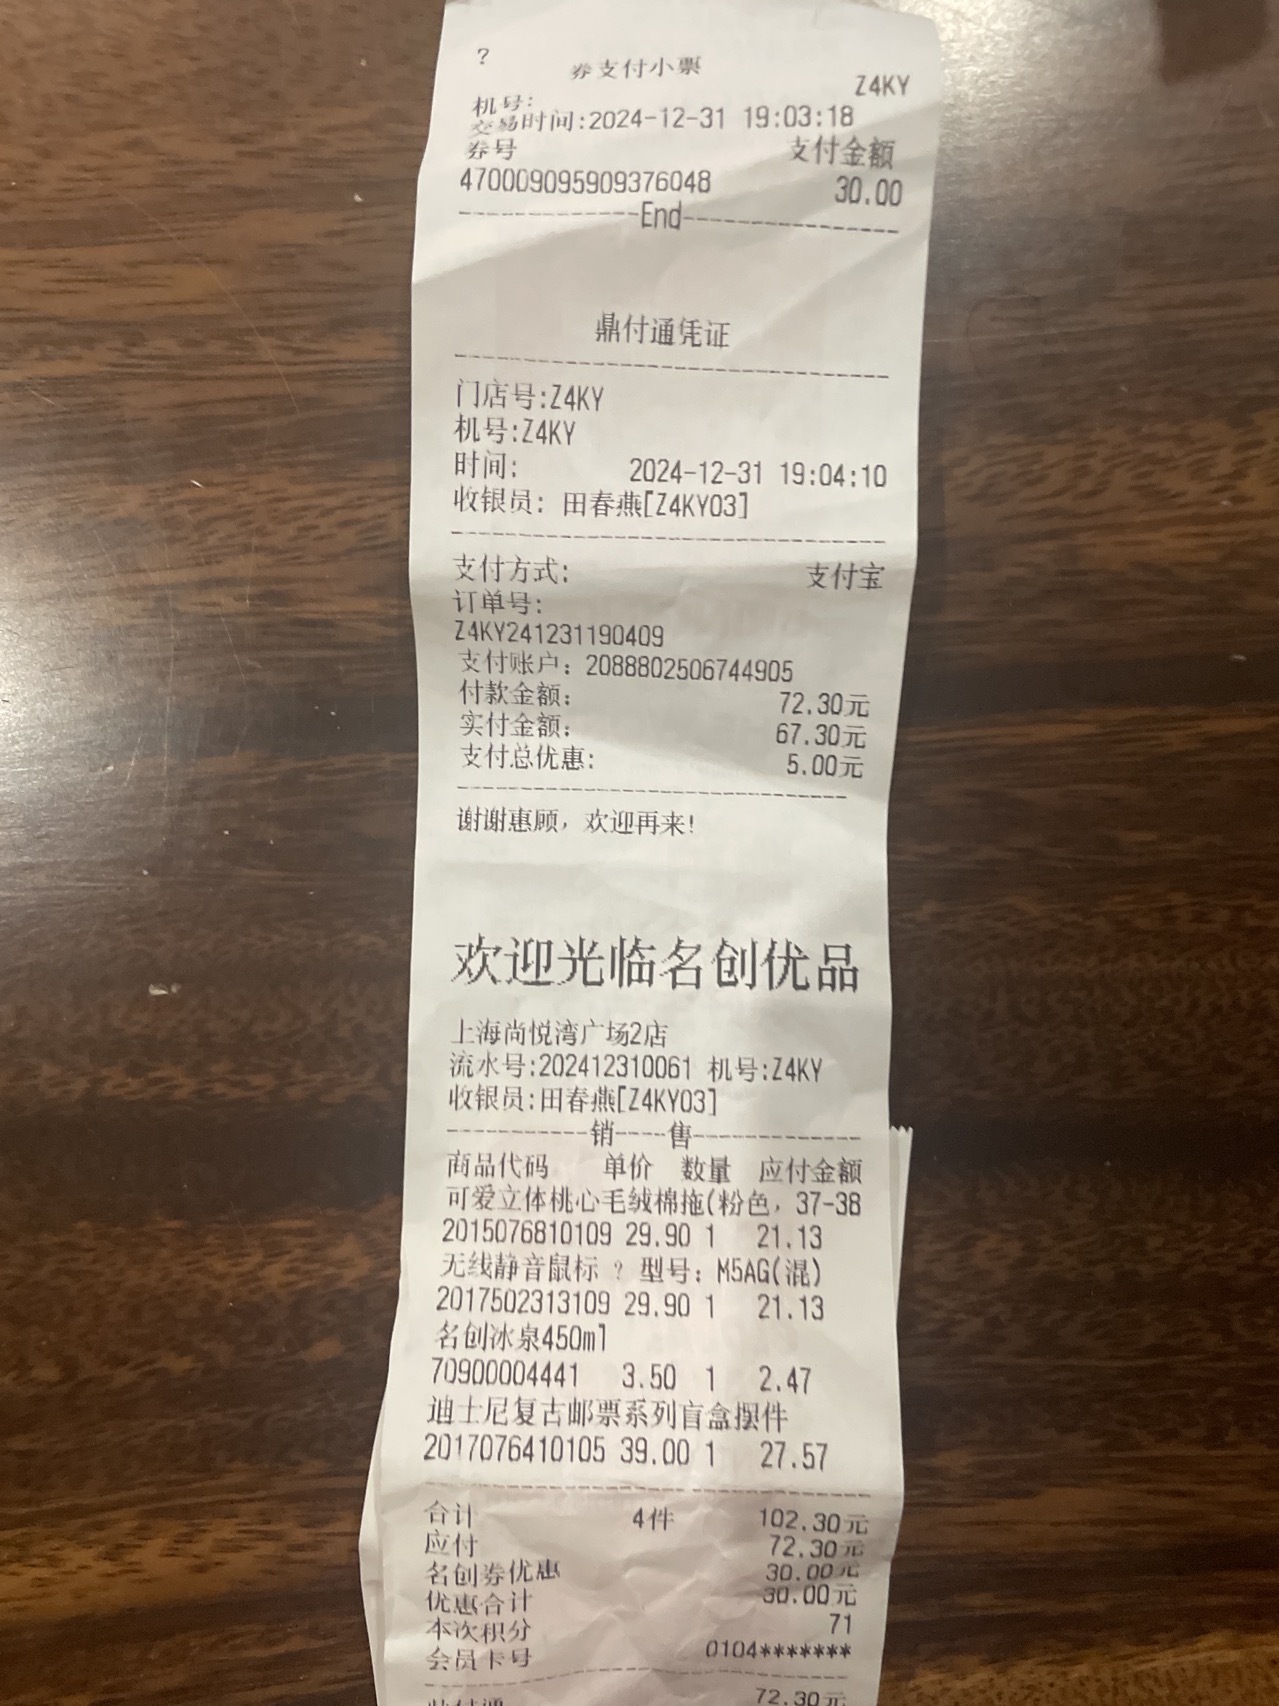 ?
券支付小票
Z4KY
机号:
交易时间:2024-12-31 19:03:18
券号 支付金额
470009095909376048 30.00
------------End---------------
鼎付通凭证
门店号:Z4KY
机号:Z4KY
时间: 2024-12-31 19:04:10
收银员: 田春燕[Z4KY03]
支付方式: 支付宝
订单号:
Z4KY241231190409
支付账户: 2088802506744905
付款金额: 72.30元
实付金额: 67.30元
支付总优惠: 5.00元
谢谢惠顾，欢迎再来!
欢迎光临名创优品
上海尚悦湾广场2店
流水号:202412310061 机号:Z4KY
收银员:田春燕[Z4KY03]
----------销----售------------
商品代码 单价 数量 应付金额
可爱立体桃心毛绒棉拖(粉色，37-38
2015076810109 29.90 1 21.13
无线静音鼠标 ? 型号: M5AG(混)
2017502313109 29.90 1 21.13
名创冰泉450ml
70900004441 3.50 1 2.47
迪士尼复古邮票系列盲盒摆件
2017076410105 39.00 1 27.57
合计 4件 102.30元
应付 72.30元
名创券优惠 30.00元
优惠合计 30.00元
本次积分 71
会员卡号 0104*******
72.30元